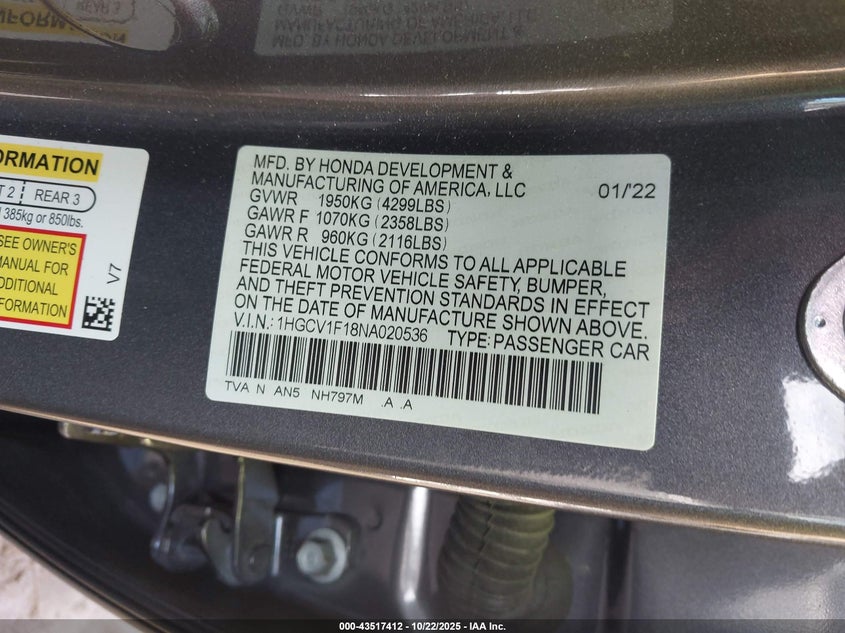 MFD. BY HONDA DEVELOPMENT &
MANUFACTURING OF AMERICA, LLC 01/'22
GVWR 1950KG (4299LBS)
GAWR F 1070KG (2358LBS)
GAWR R 960KG (2116LBS)
THIS VEHICLE CONFORMS TO ALL APPLICABLE
FEDERAL MOTOR VEHICLE SAFETY, BUMPER,
AND THEFT PREVENTION STANDARDS IN EFFECT
ON THE DATE OF MANUFACTURE SHOWN ABOVE.
V.I.N.: 1HGCV1F18NA020536 TYPE: PASSENGER CAR
TVA N AN5 NH797M .A .A
ORMATION
T 2 REAR 3
385kg or 850lbs.
SEE OWNER'S
MANUAL FOR
DDITIONAL
FORMATION
V7
000-43517412 - 10/22/2025 - IAA Inc.